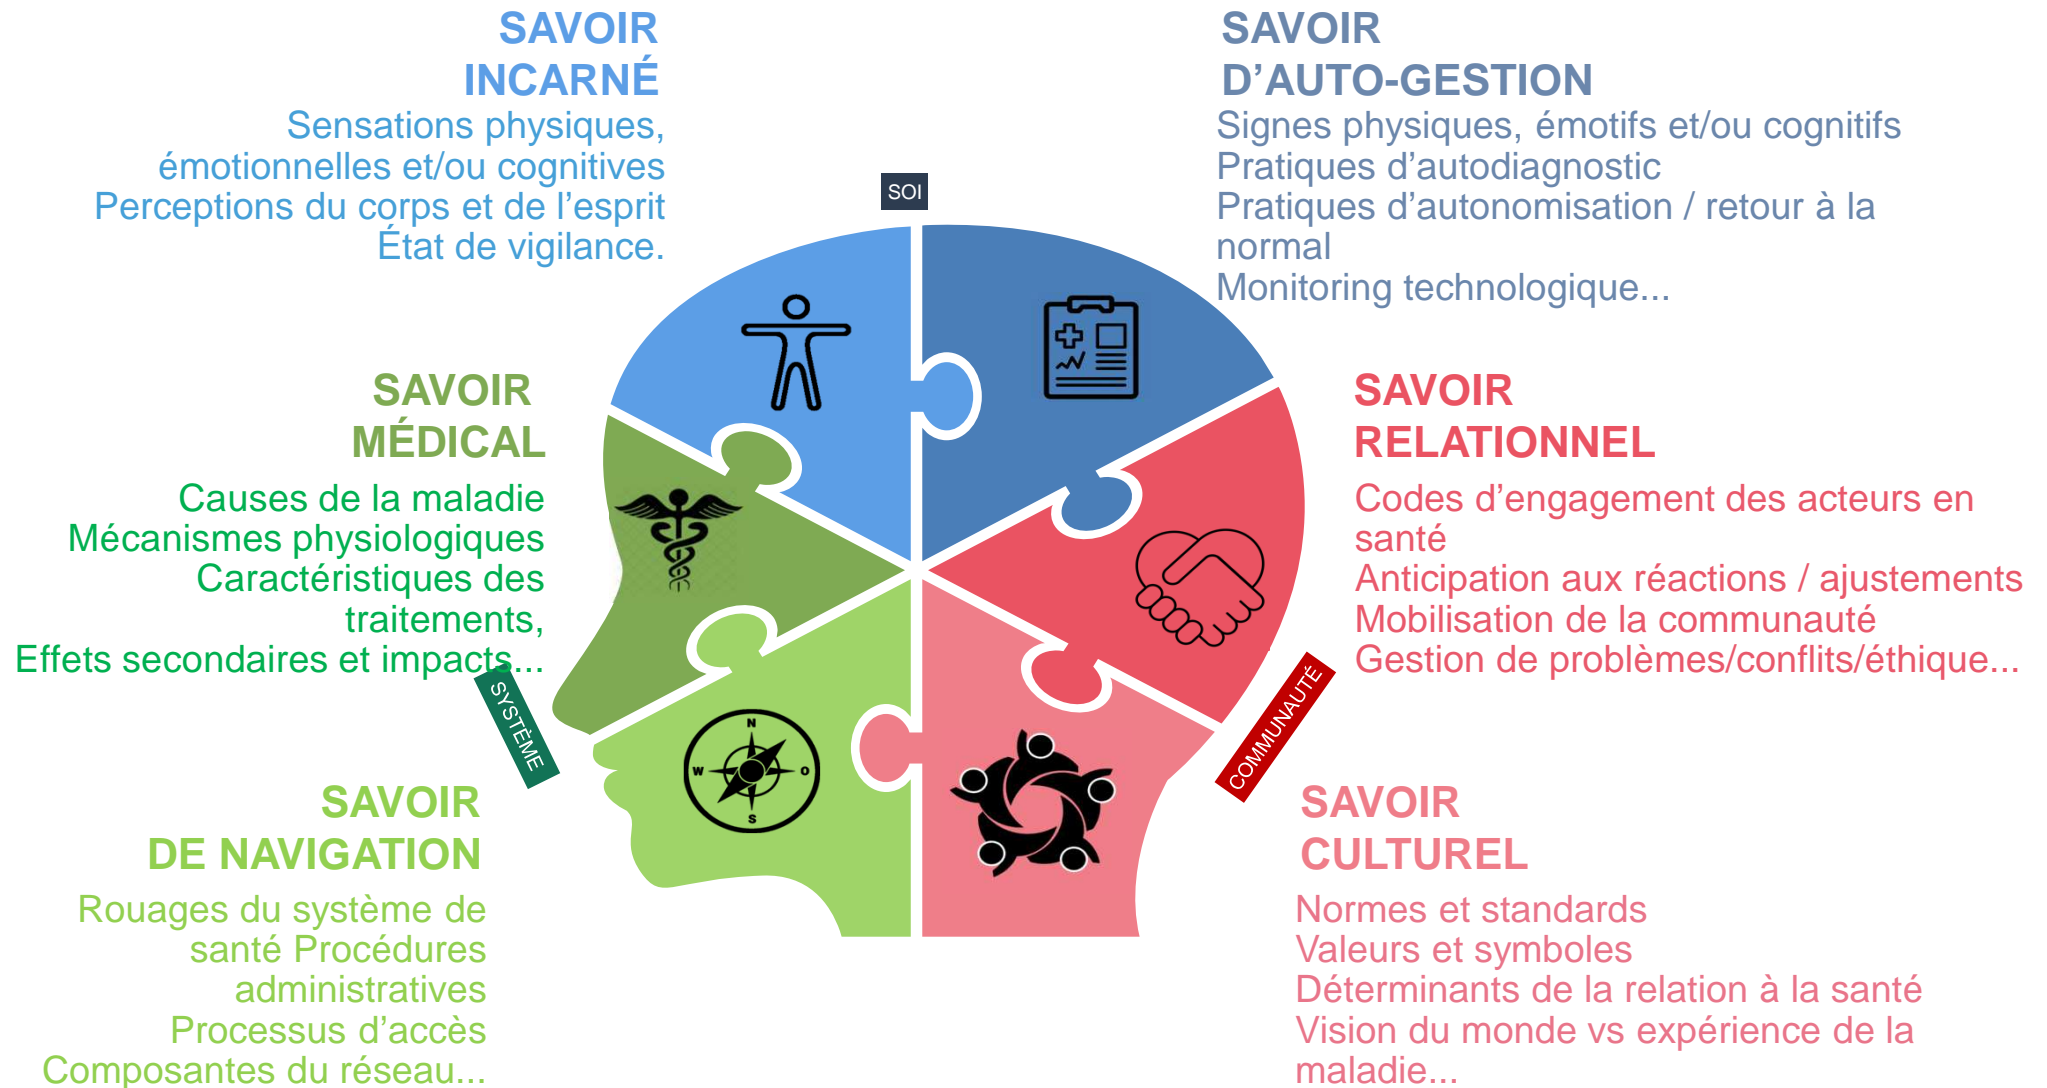 SAVOIR
INCARNÉ
Sensations physiques,
émotionnelles et/ou cognitives
Perceptions du corps et de l’esprit
État de vigilance.
SAVOIR
D’AUTO-GESTION
Signes physiques, émotifs et/ou cognitifs
Pratiques d’autodiagnostic
Pratiques d’autonomisation / retour à la
normal
Monitoring technologique...
SOI
SAVOIR
MÉDICAL
Causes de la maladie
Mécanismes physiologiques
Caractéristiques des
traitements,
Effets secondaires et impacts...
SAVOIR
RELATIONNEL
Codes d’engagement des acteurs en
santé
Anticipation aux réactions / ajustements
Mobilisation de la communauté
Gestion de problèmes/conflits/éthique...
SYSTÈME
COMMUNAUTÉ
N
W
O
S
SAVOIR
DE NAVIGATION
Rouages du système de
santé Procédures
administratives
Processus d’accès
Composantes du réseau...
SAVOIR
CULTUREL
Normes et standards
Valeurs et symboles
Déterminants de la relation à la santé
Vision du monde vs expérience de la
maladie...